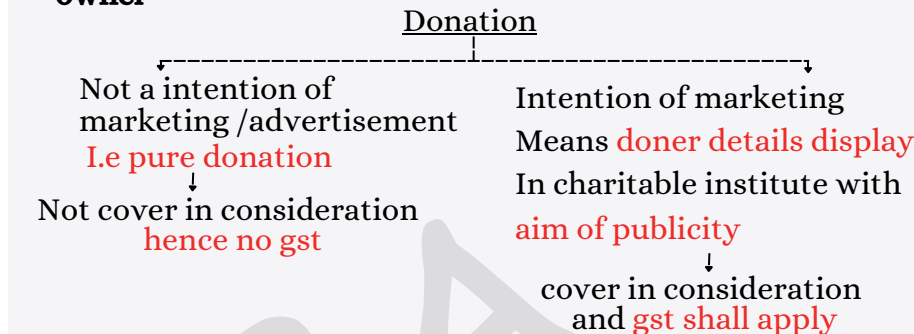 owner
Donation
Not a intention of
marketing /advertisement
I.e pure donation
Not cover in consideration
hence no gst
Intention of marketing
Means doner details display
In charitable institute with
aim of publicity
cover in consideration
and gst shall apply